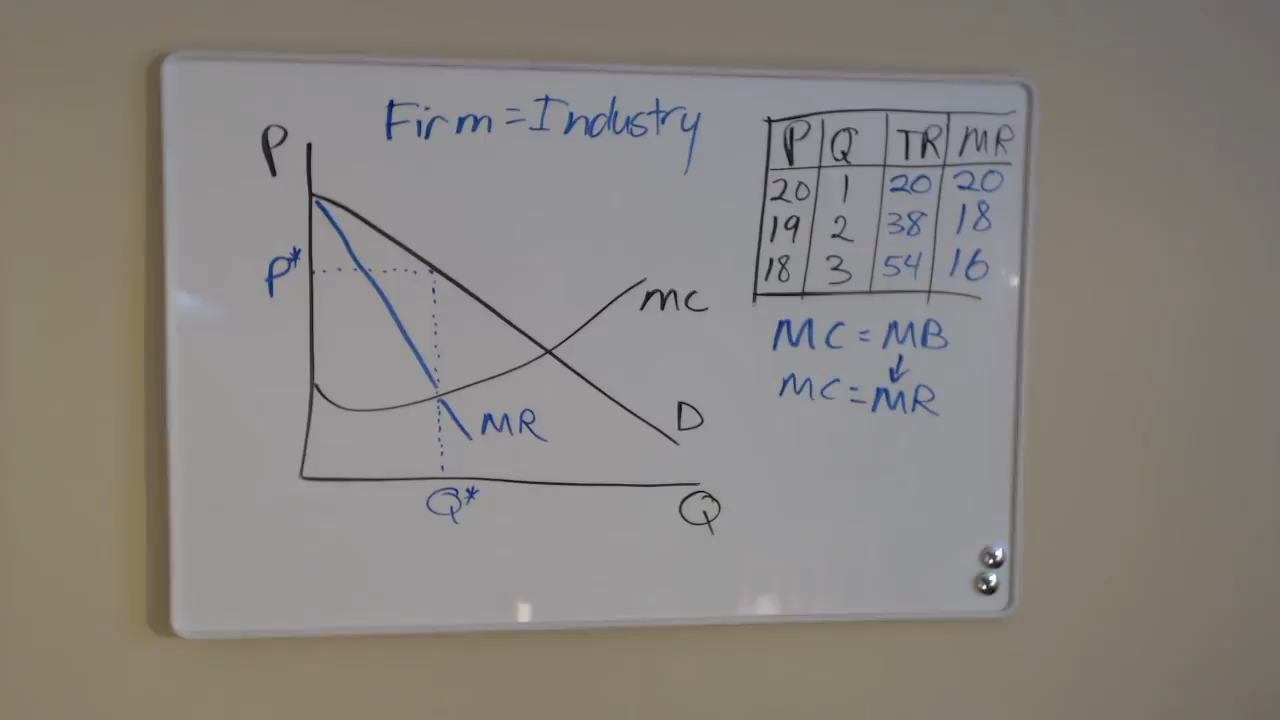 Firm = Industry
P
P*
MC
MR
D
Q*
Q
P Q TR MR
20 1 20 20
19 2 38 18
18 3 54 16
MC = MB
↓
MC = MR